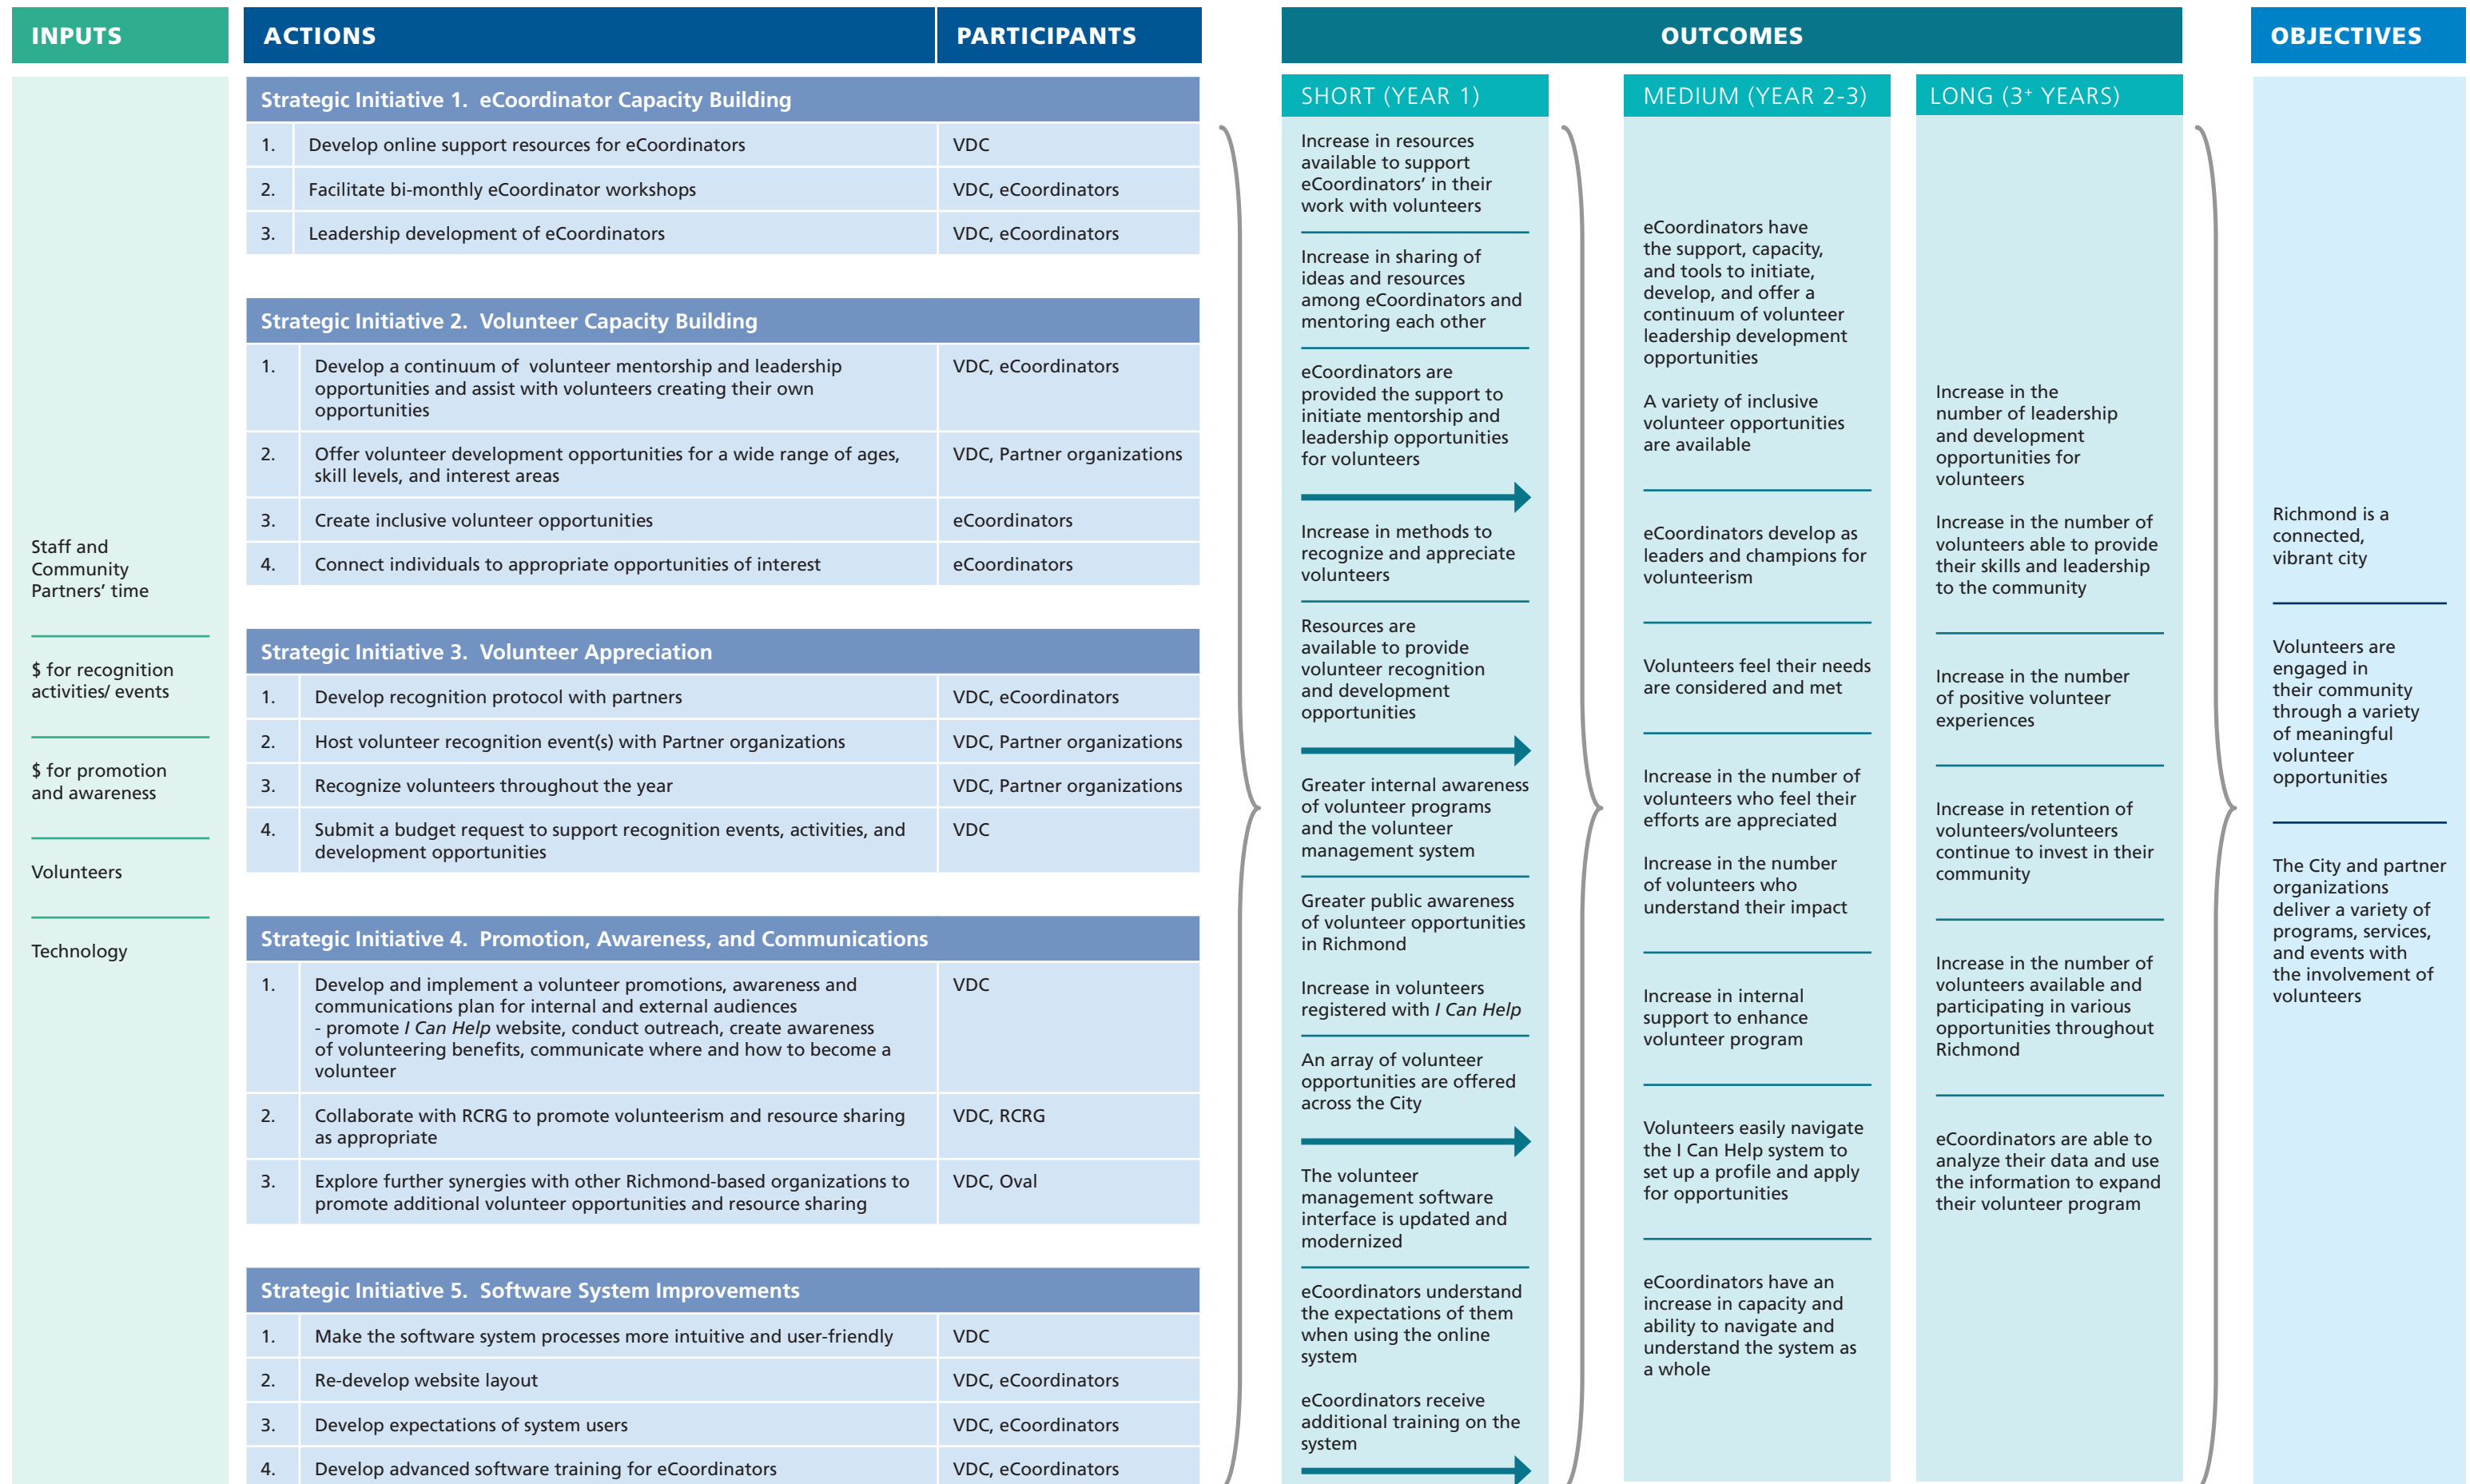 INPUTS
Staff and
Community
Partners’ time
$ for recognition
activities/ events
$ for promotion
and awareness
Volunteers
Technology
ACTIONS
PARTICIPANTS
Strategic Initiative 1. eCoordinator Capacity Building
1. Develop online support resources for eCoordinators VDC
2. Facilitate bi-monthly eCoordinator workshops VDC, eCoordinators
3. Leadership development of eCoordinators VDC, eCoordinators
Strategic Initiative 2. Volunteer Capacity Building
1. Develop a continuum of volunteer mentorship and leadership VDC, eCoordinators
opportunities and assist with volunteers creating their own
opportunities
2. Offer volunteer development opportunities for a wide range of ages, VDC, Partner organizations
skill levels, and interest areas
3. Create inclusive volunteer opportunities eCoordinators
4. Connect individuals to appropriate opportunities of interest eCoordinators
Strategic Initiative 3. Volunteer Appreciation
1. Develop recognition protocol with partners VDC, eCoordinators
2. Host volunteer recognition event(s) with Partner organizations VDC, Partner organizations
3. Recognize volunteers throughout the year VDC, Partner organizations
4. Submit a budget request to support recognition events, activities, and VDC
development opportunities
Strategic Initiative 4. Promotion, Awareness, and Communications
1. Develop and implement a volunteer promotions, awareness and VDC
communications plan for internal and external audiences
- promote I Can Help website, conduct outreach, create awareness
of volunteering benefits, communicate where and how to become a
volunteer
2. Collaborate with RCRG to promote volunteerism and resource sharing VDC, RCRG
as appropriate
3. Explore further synergies with other Richmond-based organizations to VDC, Oval
promote additional volunteer opportunities and resource sharing
Strategic Initiative 5. Software System Improvements
1. Make the software system processes more intuitive and user-friendly VDC
2. Re-develop website layout VDC, eCoordinators
3. Develop expectations of system users VDC, eCoordinators
4. Develop advanced software training for eCoordinators VDC, eCoordinators
OUTCOMES
SHORT (YEAR 1)
Increase in resources
available to support
eCoordinators’ in their
work with volunteers
Increase in sharing of
ideas and resources
among eCoordinators and
mentoring each other
eCoordinators are
provided the support to
initiate mentorship and
leadership opportunities
for volunteers
Increase in methods to
recognize and appreciate
volunteers
Resources are
available to provide
volunteer recognition
and development
opportunities
Greater internal awareness
of volunteer programs
and the volunteer
management system
Greater public awareness
of volunteer opportunities
in Richmond
Increase in volunteers
registered with I Can Help
An array of volunteer
opportunities are offered
across the City
The volunteer
management software
interface is updated and
modernized
eCoordinators understand
the expectations of them
when using the online
system
eCoordinators receive
additional training on the
system
MEDIUM (YEAR 2-3)
eCoordinators have
the support, capacity,
and tools to initiate,
develop, and offer a
continuum of volunteer
leadership development
opportunities
A variety of inclusive
volunteer opportunities
are available
eCoordinators develop as
leaders and champions for
volunteerism
Volunteers feel their needs
are considered and met
Increase in the number of
volunteers who feel their
efforts are appreciated
Increase in the number
of volunteers who
understand their impact
Increase in internal
support to enhance
volunteer program
Volunteers easily navigate
the I Can Help system to
set up a profile and apply
for opportunities
eCoordinators have an
increase in capacity and
ability to navigate and
understand the system as
a whole
LONG (3+ YEARS)
Increase in the
number of leadership
and development
opportunities for
volunteers
Increase in the number of
volunteers able to provide
their skills and leadership
to the community
Increase in the number
of positive volunteer
experiences
Increase in retention of
volunteers/volunteers
continue to invest in their
community
Increase in the number of
volunteers available and
participating in various
opportunities throughout
Richmond
eCoordinators are able to
analyze their data and use
the information to expand
their volunteer program
OBJECTIVES
Richmond is a
connected,
vibrant city
Volunteers are
engaged in
their community
through a variety
of meaningful
volunteer
opportunities
The City and partner
organizations
deliver a variety of
programs, services,
and events with
the involvement of
volunteers